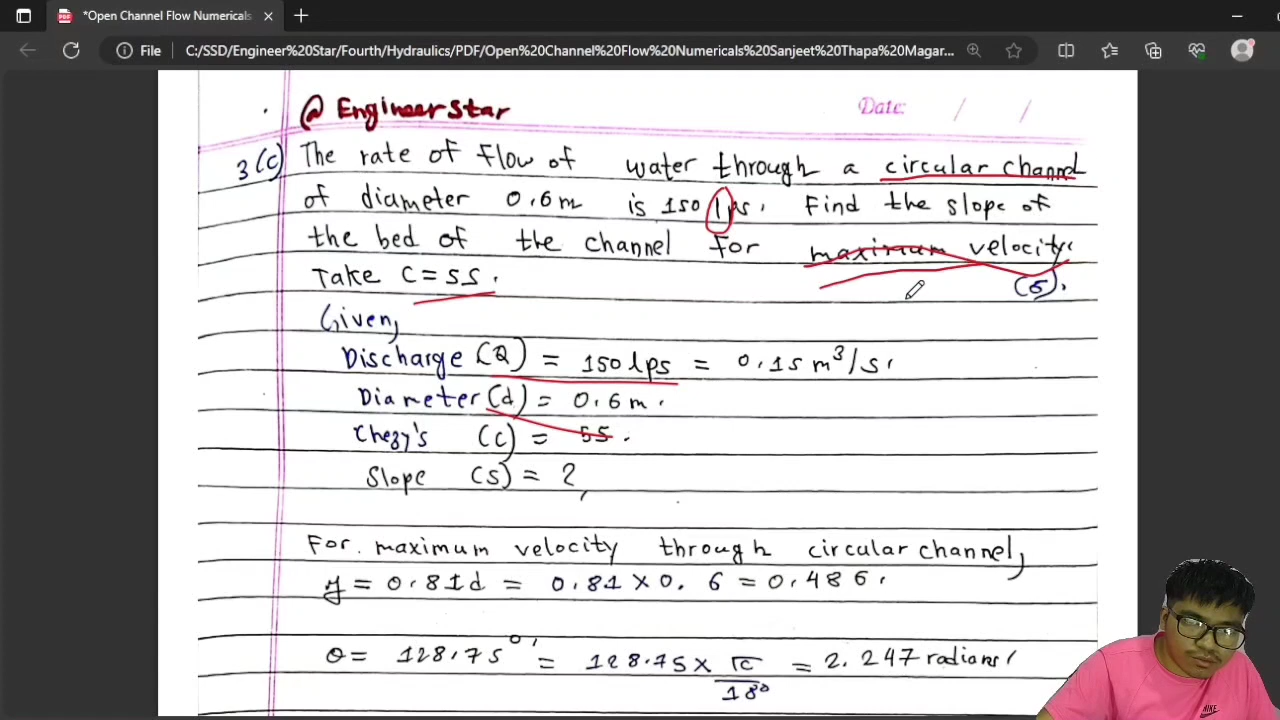 *Open Channel Flow Numericals
File C:/SSD/Engineer%20Star/Fourth/Hydraulics/PDF/Open%20Channel%20Flow%20Numericals%20Sanjeet%20Thapa%20Magar...
@ Engineer Star
Date: / /
3(c) The rate of flow of water through a circular channel
of diameter 0.6m is 150 lps. Find the slope of
the bed of the channel for maximum velocity.
Take C = 55. (5).
Given,
Discharge (Q) = 150 lps = 0.15 m³/s.
Diameter (d) = 0.6 m.
Chezy's (C) = 55.
Slope (S) = ?
For maximum velocity through circular channel,
y = 0.81d = 0.81 × 0.6 = 0.486.
θ = 128.75° = 128.75 × π/180 = 2.247 radians
NIKE